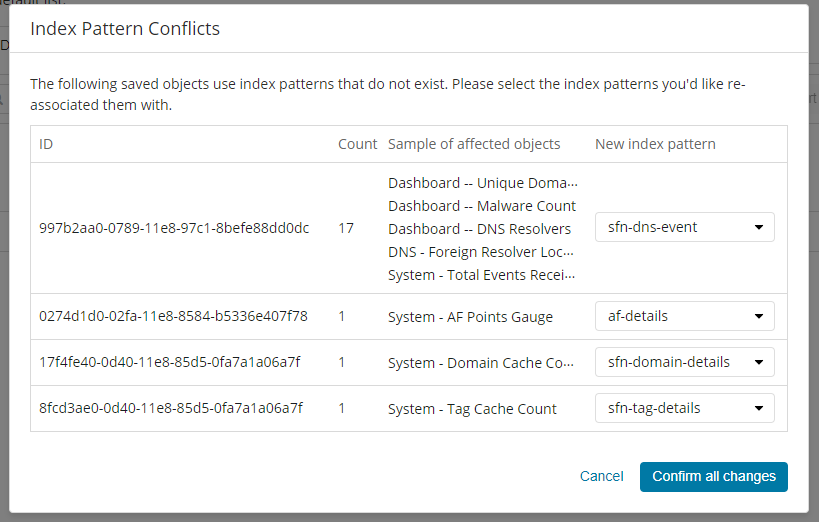 default list.
Index Pattern Conflicts
D
The following saved objects use index patterns that do not exist. Please select the index patterns you'd like re-
associated them with.
ID Count Sample of affected objects New index pattern
997b2aa0-0789-11e8-97c1-8befe88dd0dc 17 Dashboard -- Unique Doma... sfn-dns-event
Dashboard -- Malware Count
Dashboard -- DNS Resolvers
DNS - Foreign Resolver Loc...
System - Total Events Recei...
0274d1d0-02fa-11e8-8584-b5336e407f78 1 System - AF Points Gauge af-details
17f4fe40-0d40-11e8-85d5-0fa7a1a06a7f 1 System - Domain Cache Co... sfn-domain-details
8fcd3ae0-0d40-11e8-85d5-0fa7a1a06a7f 1 System - Tag Cache Count sfn-tag-details
Cancel Confirm all changes